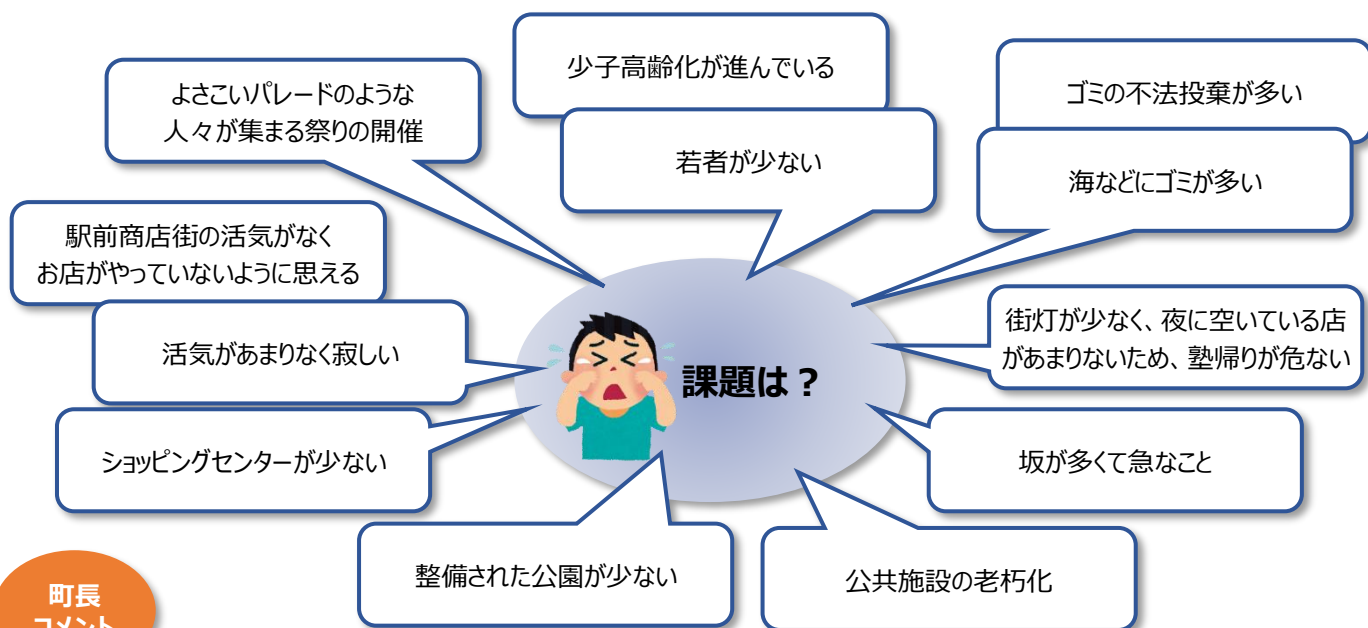 少子高齢化が進んでいる
よさこいパレードのような
人々が集まる祭りの開催
ゴミの不法投棄が多い
若者が少ない
海などにゴミが多い
駅前商店街の活気がなく
お店がやっていないように思える
街灯が少なく、夜に空いている店
があまりないため、塾帰りが危ない
活気があまりなく寂しい
課題は？
ショッピングセンターが少ない
坂が多くて急なこと
整備された公園が少ない
公共施設の老朽化
町長
コメント